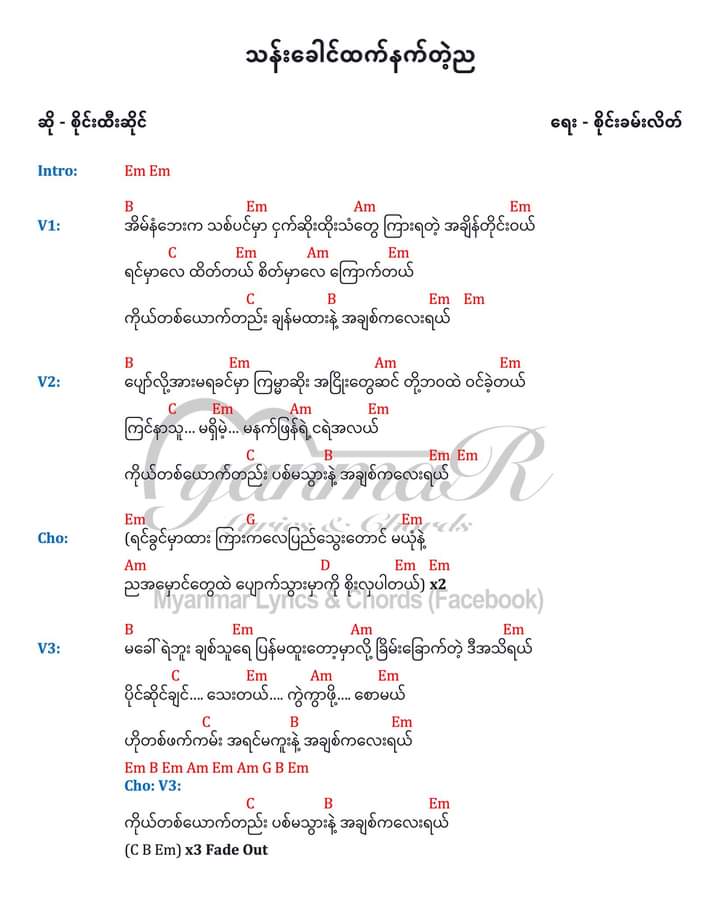 သန်းခေါင်ထက်နက်တဲ့ည
ဆို - စိုင်းထီးဆိုင် ရေး - စိုင်းခမ်းလိတ်
Intro: Em Em
B Em Am Em
V1: အိမ်နံဘေးက သစ်ပင်မှာ ငှက်ဆိုးထိုးသံတွေ ကြားရတဲ့ အချိန်တိုင်းဝယ်
C Em Am Em
ရင်မှာလေ ထိတ်တယ် စိတ်မှာလေ ကြောက်တယ်
C B Em Em
ကိုယ်တစ်ယောက်တည်း ချန်မထားနဲ့ အချစ်ကလေးရယ်
B Em Am Em
V2: ပျော်လို့အားမရခင်မှာ ကြမ္မာဆိုး အငြိုးတွေဆင် တို့ဘဝထဲ ဝင်ခဲ့တယ်
C Em Am Em
ကြင်နာသူ... မရှိမဲ့... မနက်ဖြန်ရဲ့ ငရဲအလယ်
C B Em Em
ကိုယ်တစ်ယောက်တည်း ပစ်မသွားနဲ့ အချစ်ကလေးရယ်
yanmaR
Lyrics & Chords
Em G Em
Cho: (ရင်ခွင်မှာထား ကြားကလေပြည်သွေးတောင် မယုံနဲ့
Am D Em Em
ညအမှောင်တွေထဲ ပျောက်သွားမှာကို စိုးလှပါတယ်) x2
Myanmar Lyrics & Chords (Facebook)
B Em Am Em
V3: မခေါ်ရဲဘူး ချစ်သူရေ ပြန်မထူးတော့မှာလို့ ခြိမ်းခြောက်တဲ့ ဒီအသိရယ်
C Em Am Em
ပိုင်ဆိုင်ချင်.... သေးတယ်.... ကွဲကွာဖို့.... စောမယ်
C B Em
ဟိုတစ်ဖက်ကမ်း အရင်မကူးနဲ့ အချစ်ကလေးရယ်
Em B Em Am Em Am G B Em
Cho: V3:
C B Em
ကိုယ်တစ်ယောက်တည်း ပစ်မသွားနဲ့ အချစ်ကလေးရယ်
(C B Em) x3 Fade Out